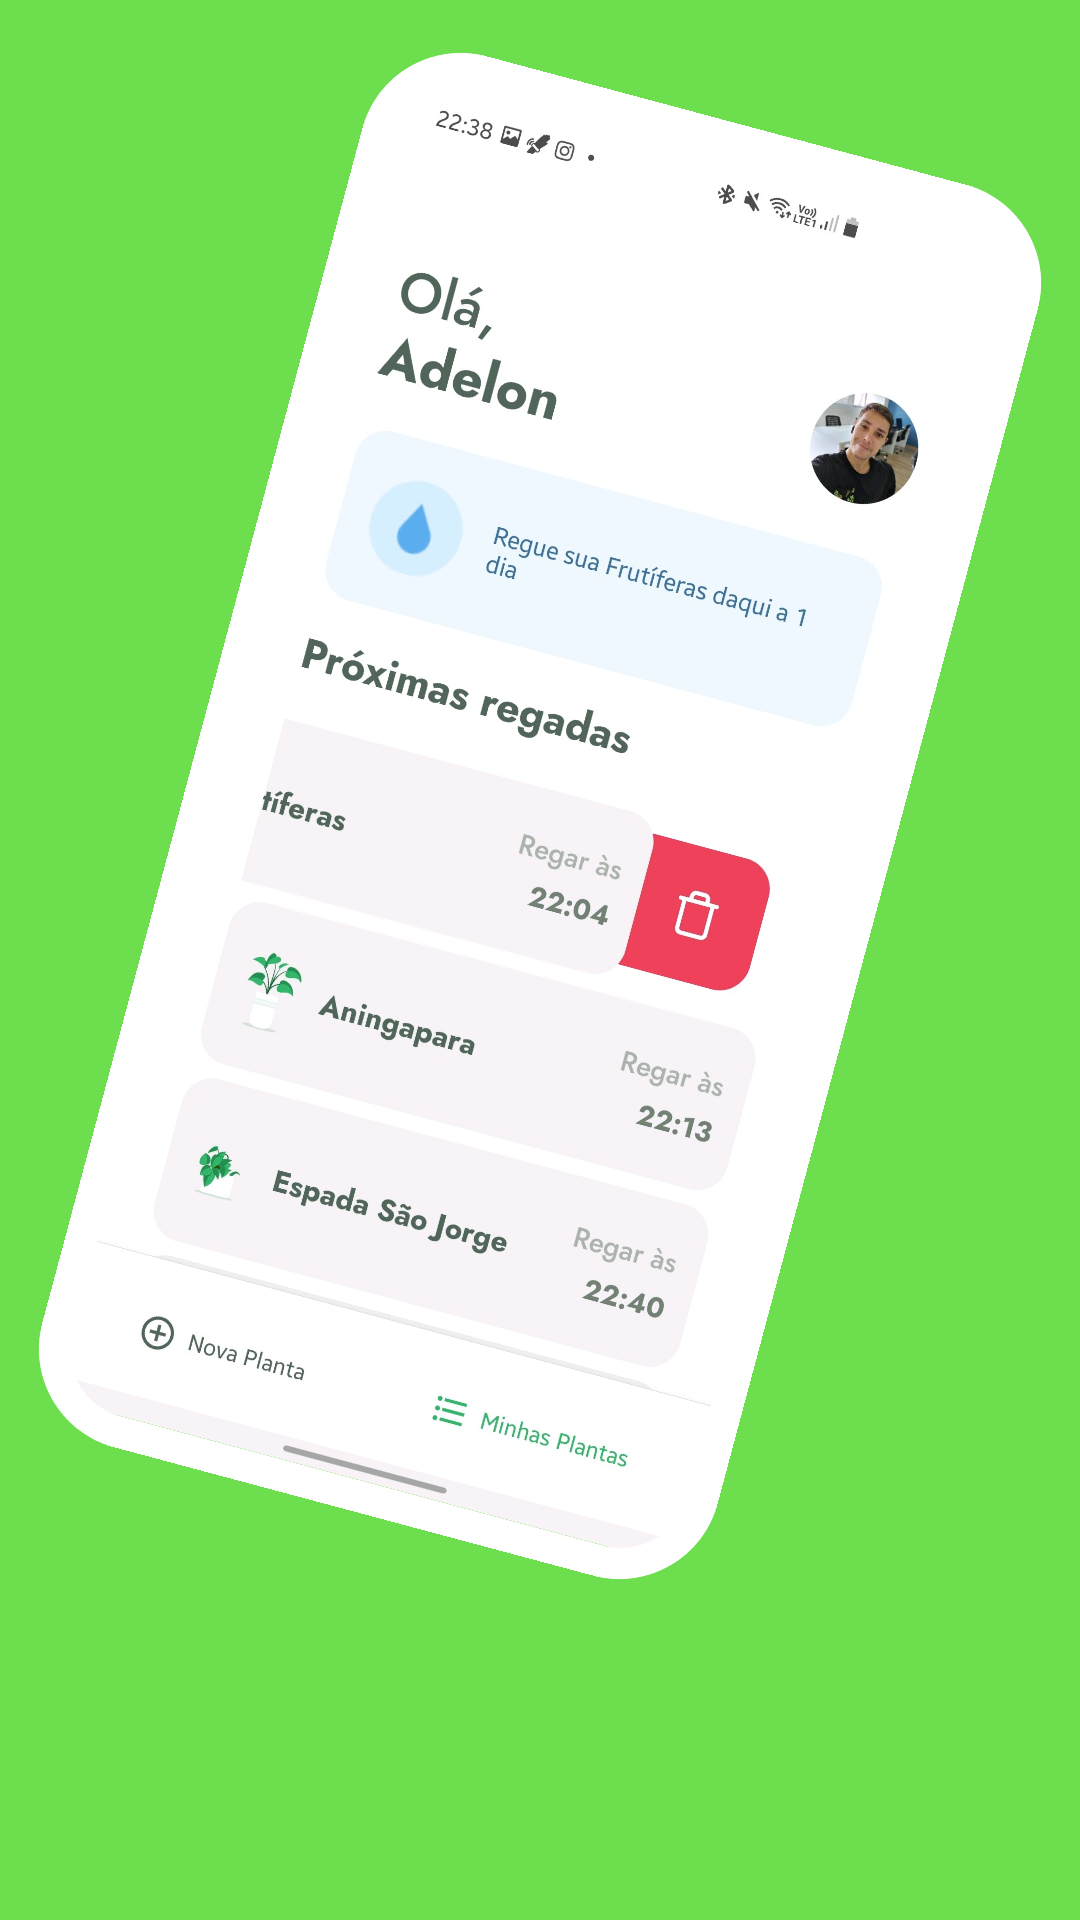 22:38
Vo))
LTE1
Olá,
Adelon
Regue sua Frutíferas daqui a 1
dia
Próximas regadas
tíferas
Regar às
22:04
Aningapara
Regar às
22:13
Espada São Jorge
Regar às
22:40
Nova Planta
Minhas Plantas